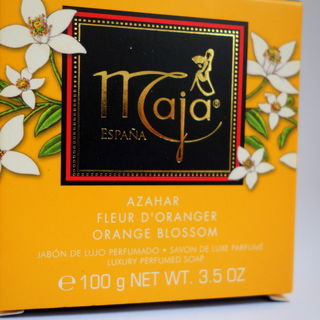 Maja®
ESPAÑA
AZAHAR
FLEUR D'ORANGER
ORANGE BLOSSOM
JABÓN DE LUJO PERFUMADO • SAVON DE LUXE PARFUMÉ
LUXURY PERFUMED SOAP
℮ 100 g NET WT. 3.5 OZ